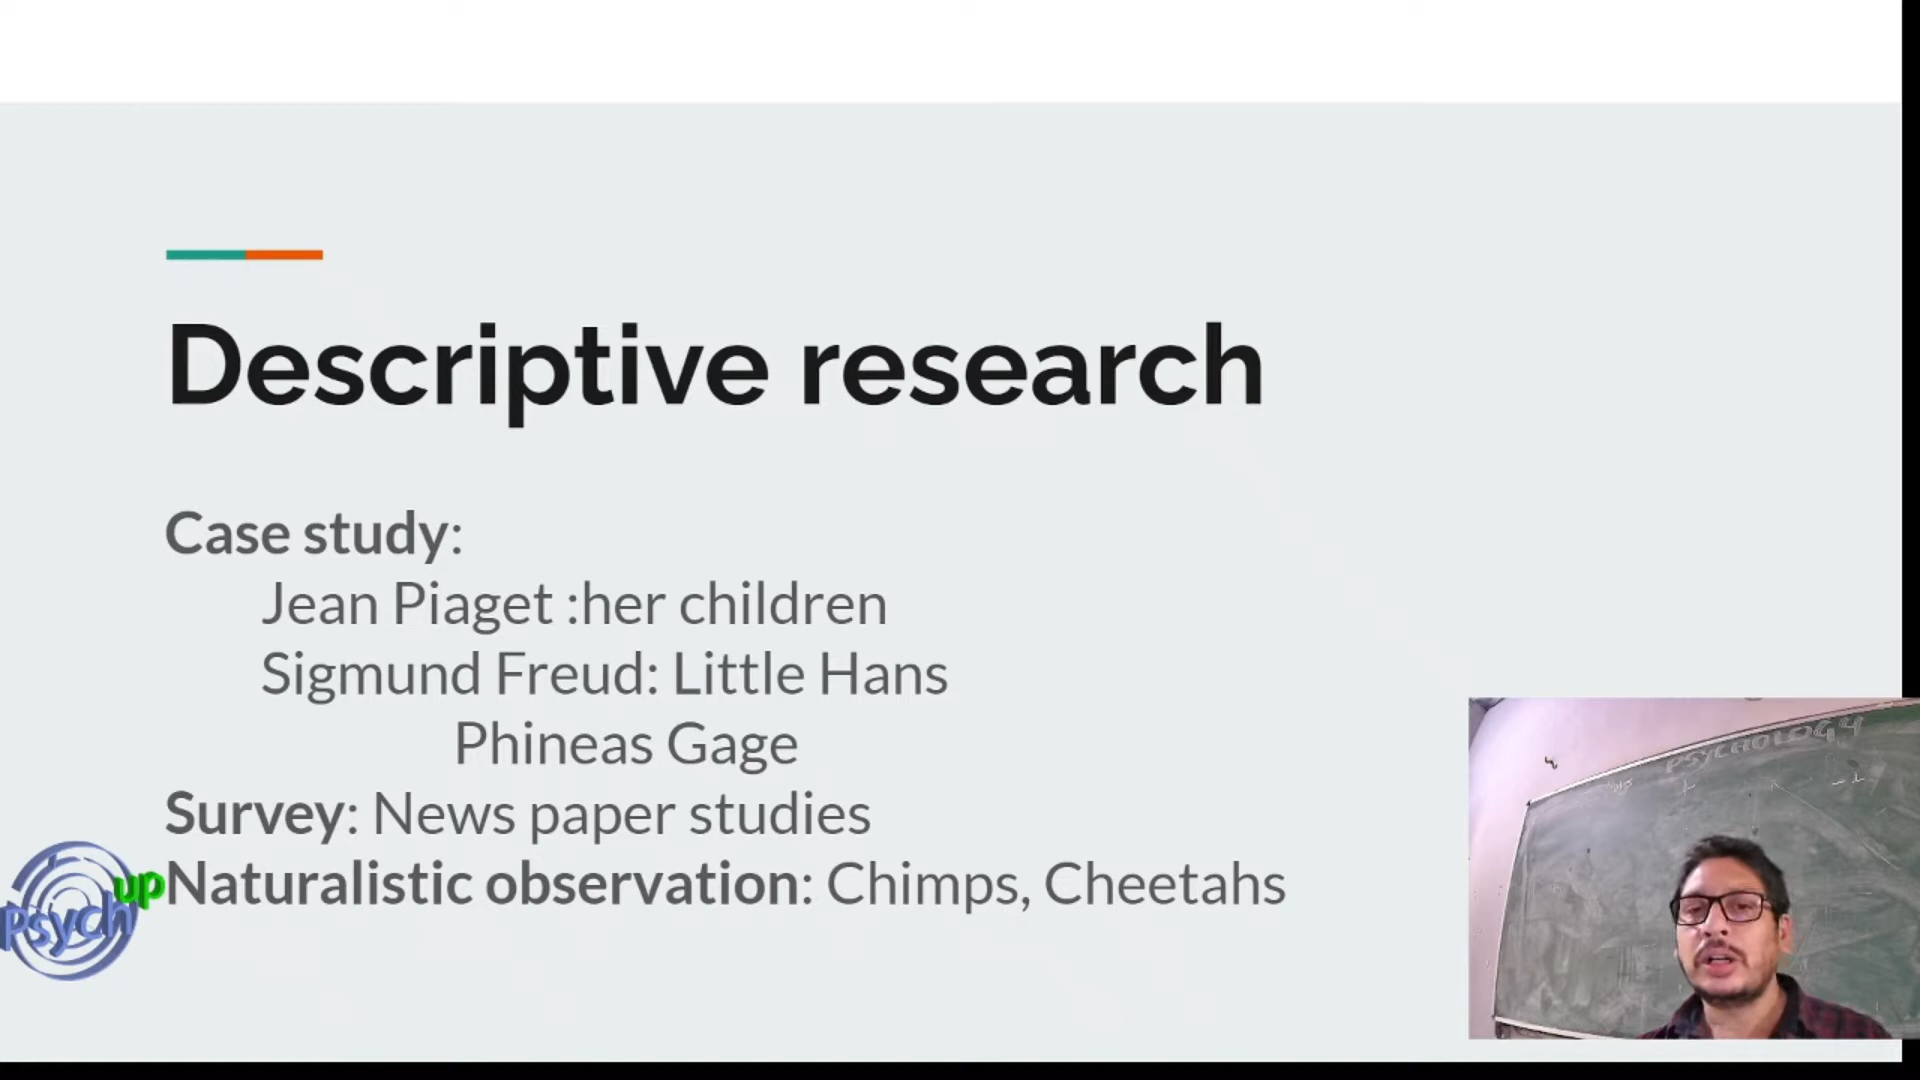 Descriptive research
Case study:
Jean Piaget :her children
Sigmund Freud: Little Hans
Phineas Gage
Survey: News paper studies
Naturalistic observation: Chimps, Cheetahs
Psych up
PSYCHOLOGY